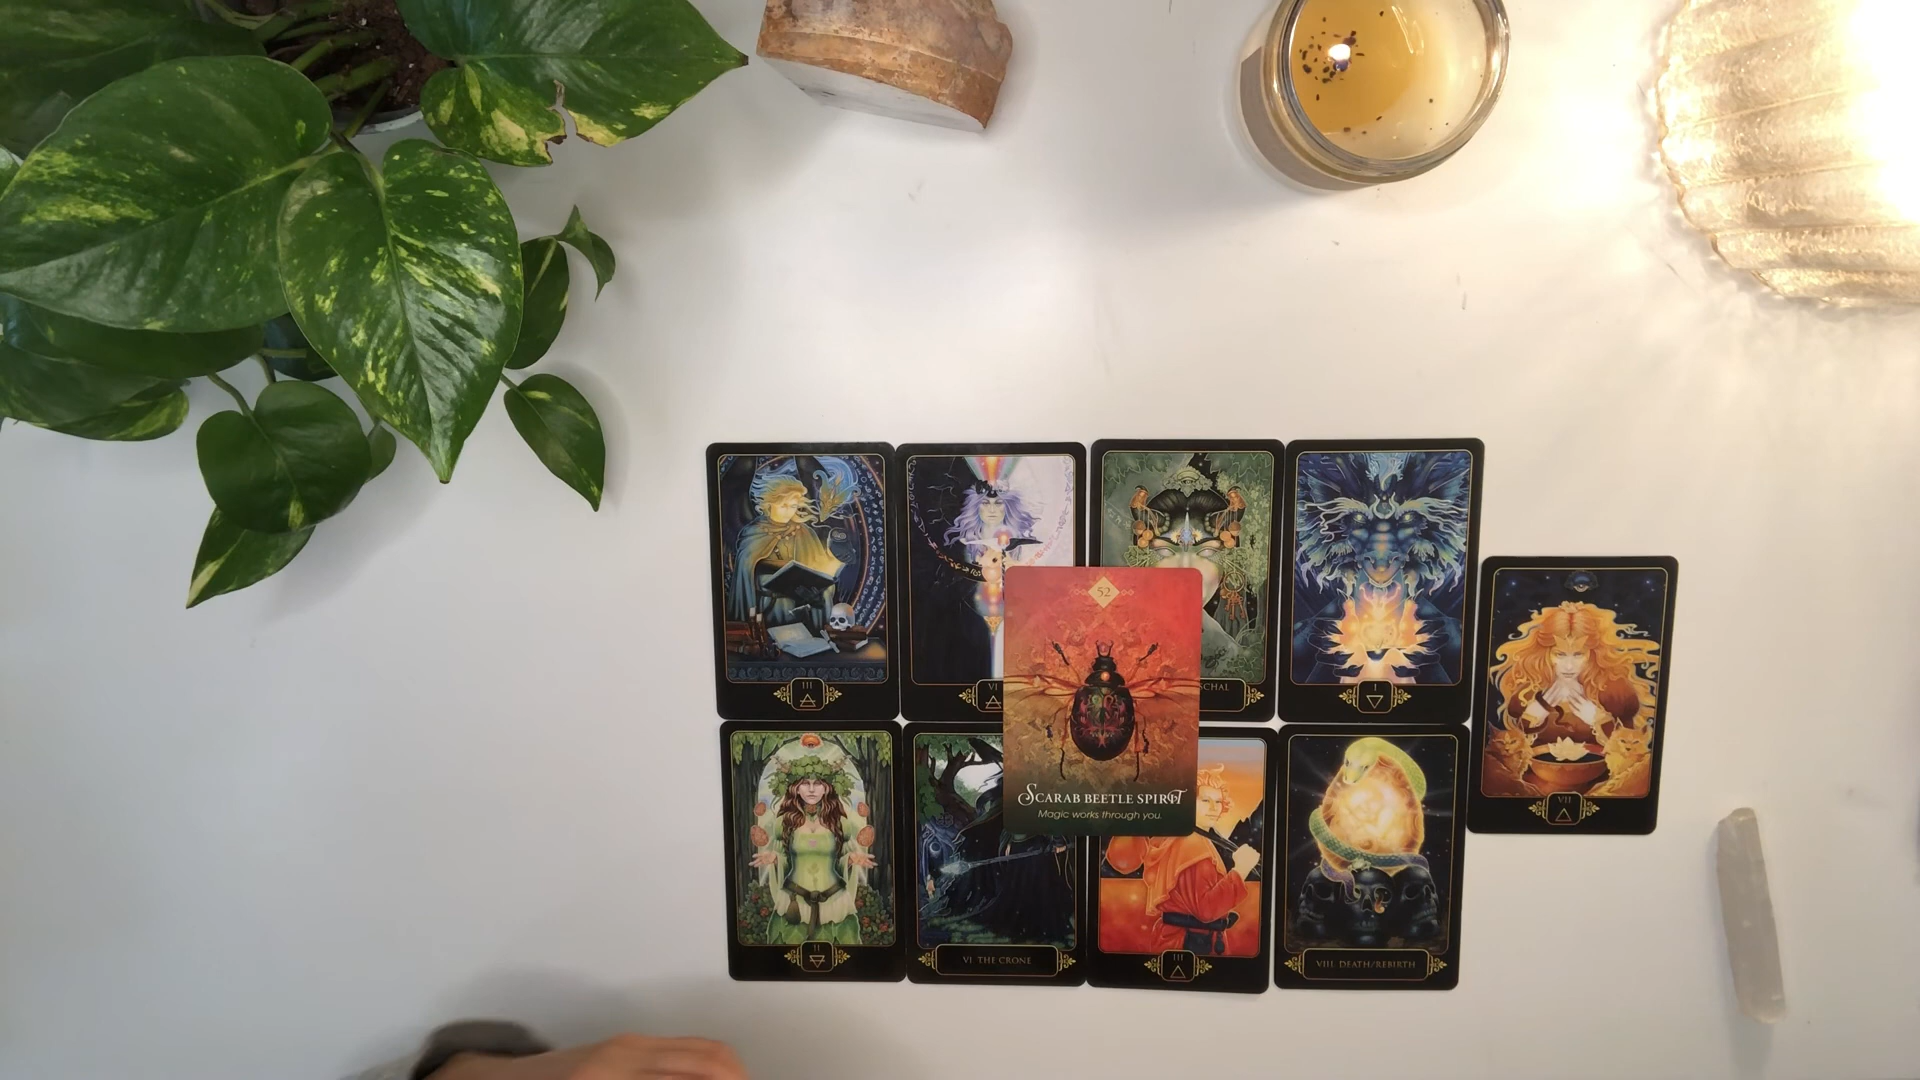 III
VI
SCHAL
I
52
SCARAB BEETLE SPIRIT
Magic works through you.
VII
II
VI THE CRONE
III
VIII DEATH/REBIRTH